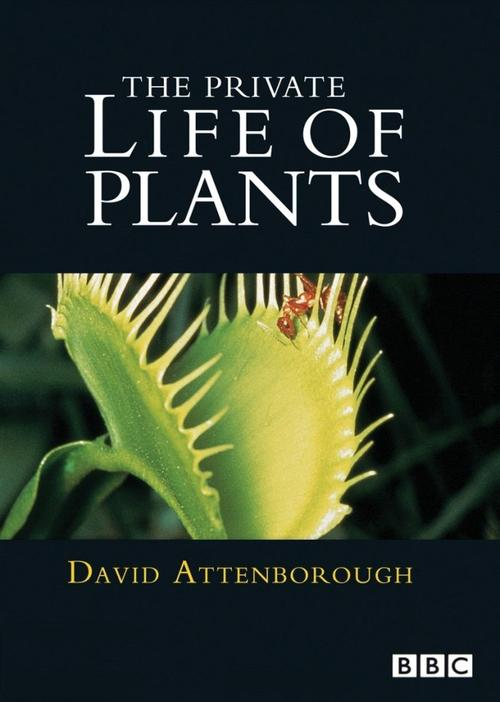 THE PRIVATE
LIFE OF
PLANTS
DAVID ATTENBOROUGH
BBC